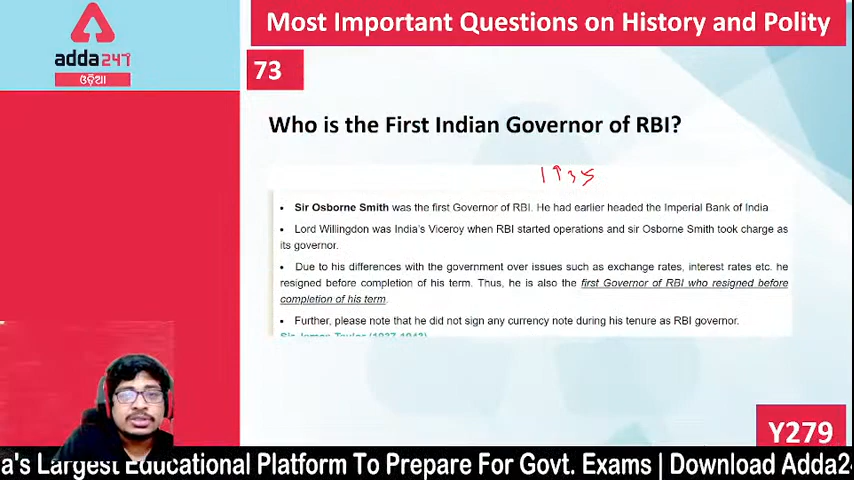 Most Important Questions on History and Polity
adda247
ଓଡ଼ିଆ
73
Who is the First Indian Governor of RBI?
1935
• Sir Osborne Smith was the first Governor of RBI. He had earlier headed the Imperial Bank of India
• Lord Willingdon was India's Viceroy when RBI started operations and sir Osborne Smith took charge as
its governor.
• Due to his differences with the government over issues such as exchange rates, interest rates etc. he
resigned before completion of his term. Thus, he is also the first Governor of RBI who resigned before
completion of his term.
• Further, please note that he did not sign any currency note during his tenure as RBI governor.
Sir James Taylor (1937-1943)
Y279
a's Largest Educational Platform To Prepare For Govt. Exams | Download Adda2